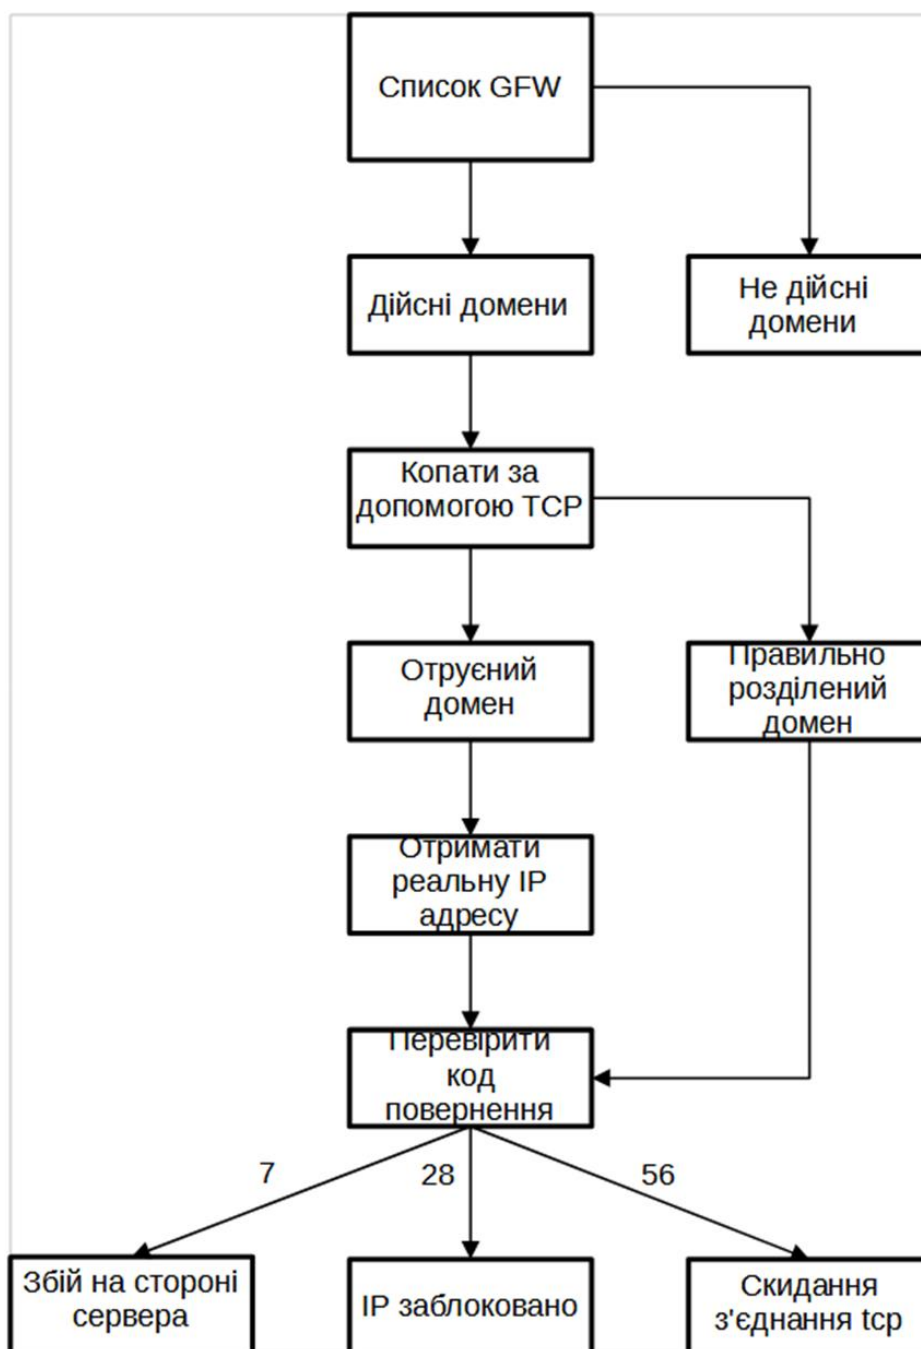 Список GFW
Дійсні домени
Не дійсні
домени
Копати за
допомогою TCP
Отруєний
домен
Правильно
розділений
домен
Отримати
реальну IP
адресу
Перевірити
код
повернення
7
28
56
Збій на стороні
сервера
IP заблоковано
Скидання
з'єднання tcp